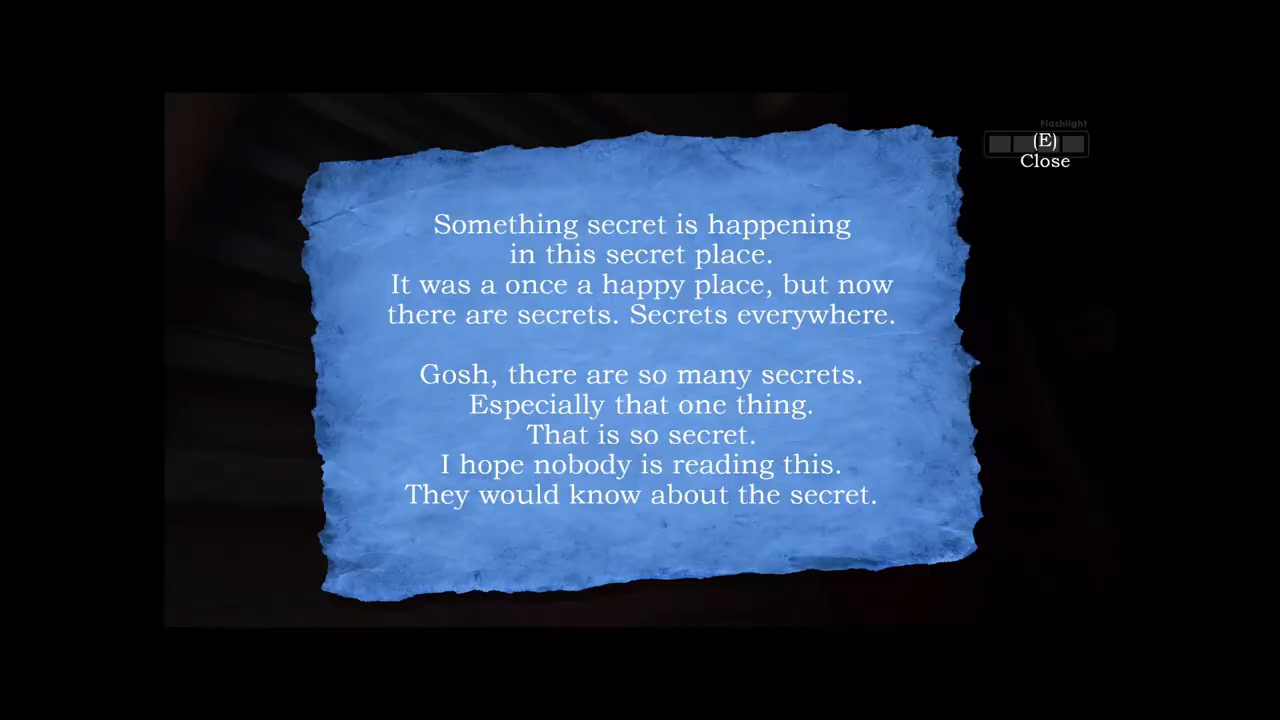 Flashlight
(E)
Close
Something secret is happening
in this secret place.
It was a once a happy place, but now
there are secrets. Secrets everywhere.
Gosh, there are so many secrets.
Especially that one thing.
That is so secret.
I hope nobody is reading this.
They would know about the secret.